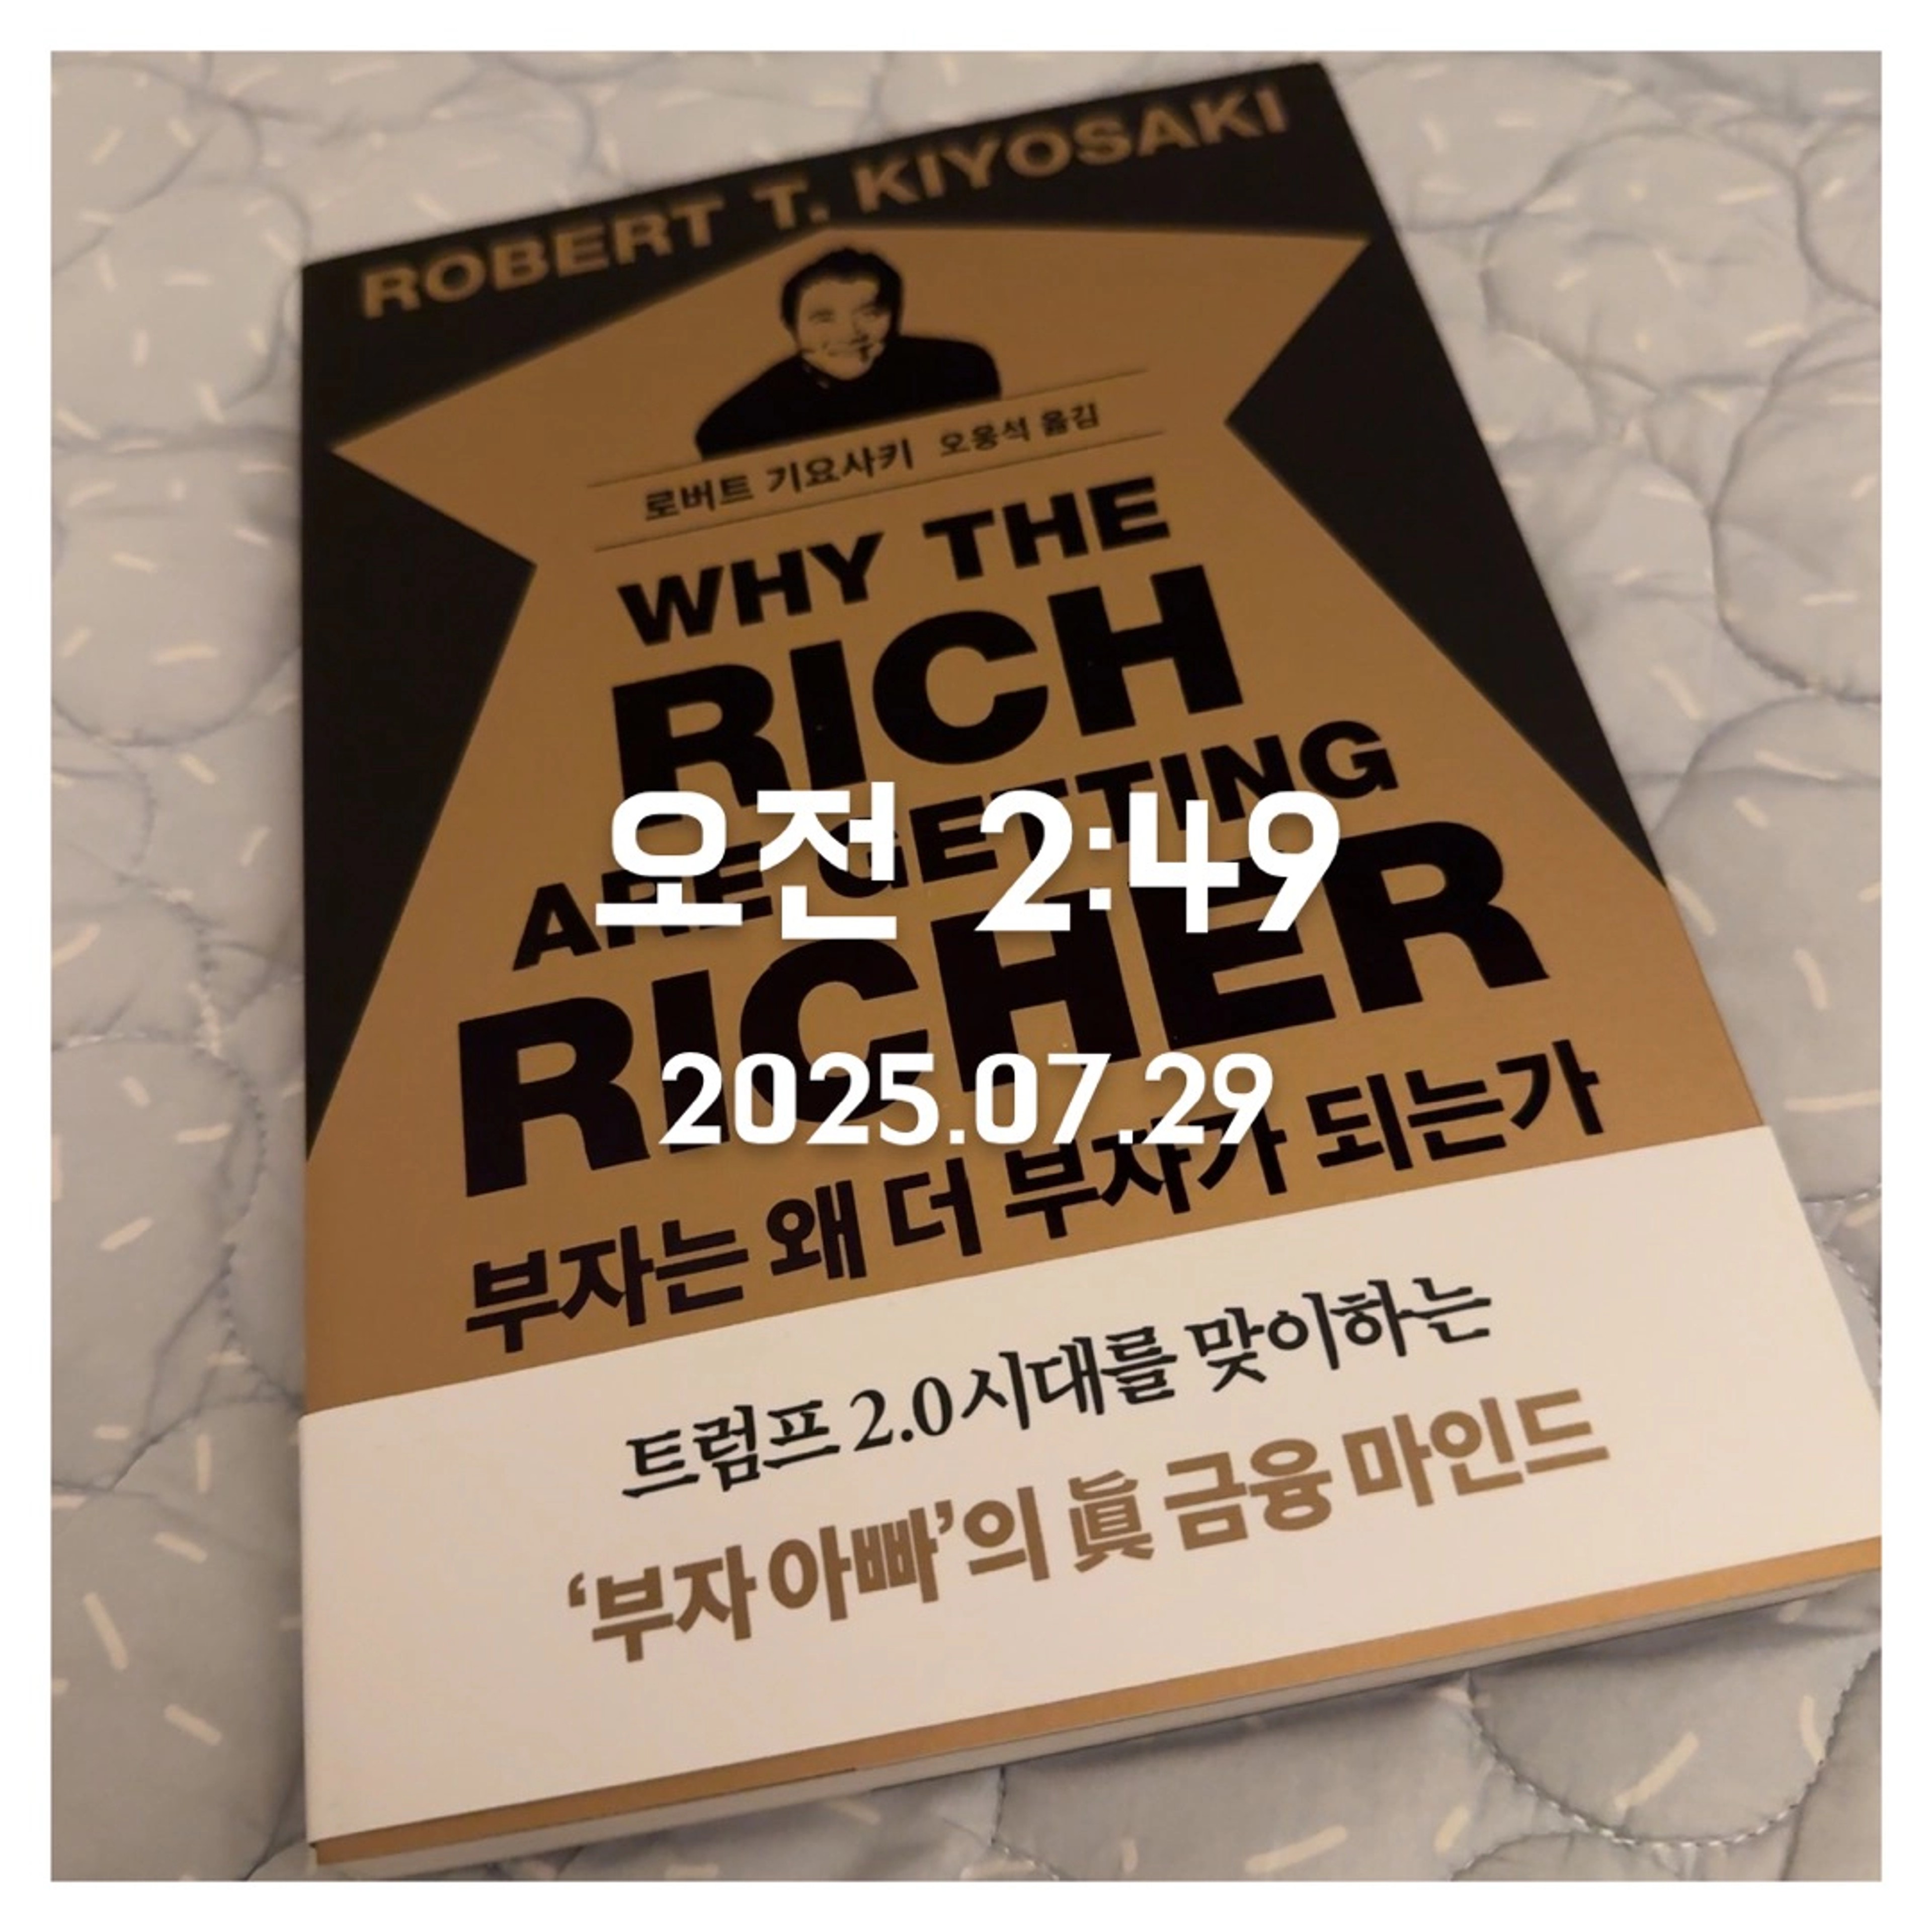 ROBERT T. KIYOSAKI
로버트 기요사키 오웅석 옮김
WHY THE
RICH
ARE GETTING
오전 2:49
RICHER
2025.07.29
부자는 왜 더 부자가 되는가
트럼프 2.0 시대를 맞이하는
‘부자 아빠’의 眞 금융 마인드